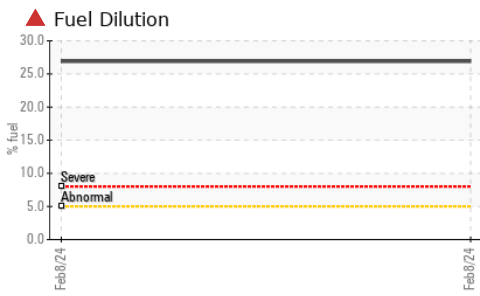 Fuel Dilution
30.0
25.0
20.0
15.0
10.0
5.0
0.0
% fuel
Severe
Abnormal
Feb8/24
Feb8/24